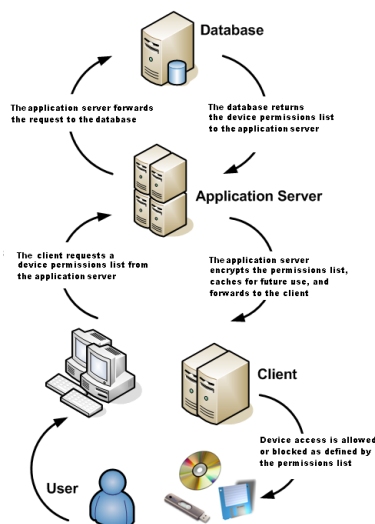 Database
The application server forwards
the request to the database
The database returns
the device permissions list
to the application server
Application Server
The client requests a
device permissions list from
the application server
The application server
encrypts the permissions list,
caches for future use, and
forwards to the client
Client
Device access is allowed
or blocked as defined by
the permissions list
User